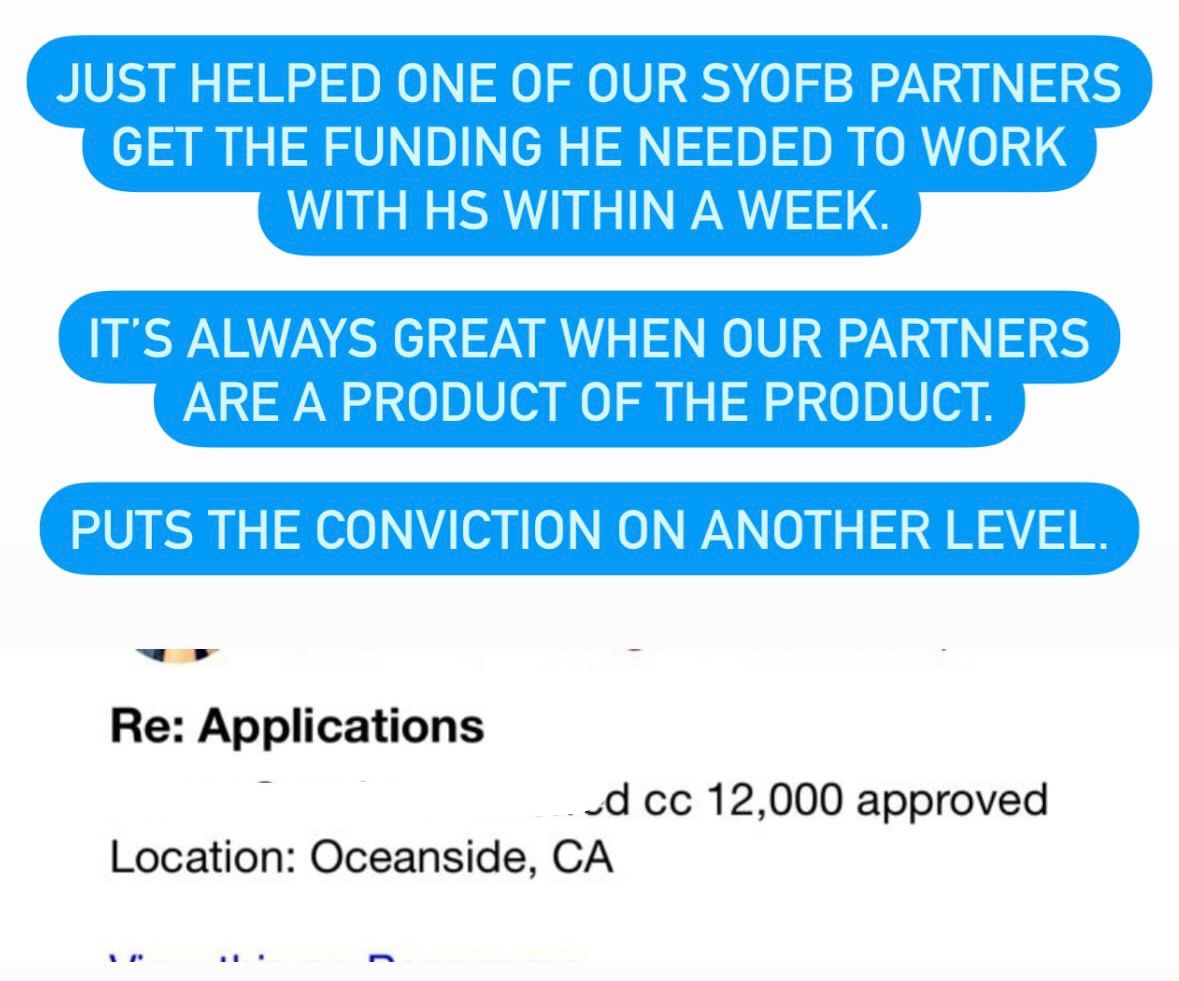 JUST HELPED ONE OF OUR SYOFB PARTNERS
GET THE FUNDING HE NEEDED TO WORK
WITH HS WITHIN A WEEK.
IT'S ALWAYS GREAT WHEN OUR PARTNERS
ARE A PRODUCT OF THE PRODUCT.
PUTS THE CONVICTION ON ANOTHER LEVEL.
Re: Applications
cc 12,000 approved
Location: Oceanside, CA